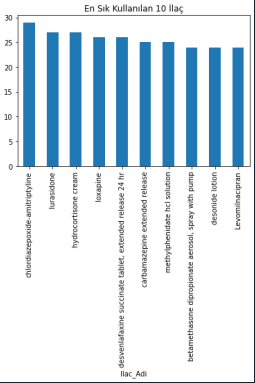 En Sık Kullanılan 10 İlaç
30
25
20
15
10
5
0
chlordiazepoxide-amitriptyline
lurasidone
hydrocortisone cream
loxapine
desvenlafaxine succinate tablet, extended release 24 hr
carbamazepine extended release
methylphenidate hcl solution
betamethasone dipropionate aerosol, spray with pump
desonide lotion
Levomilnacipran
Ilac_Adi